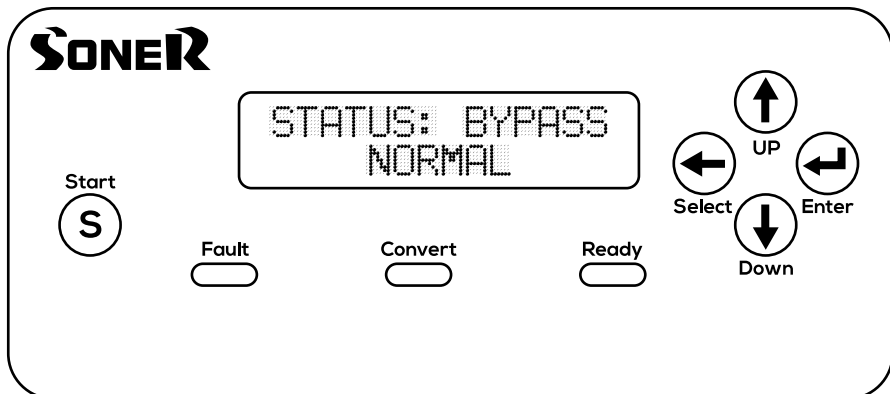 SONER
STATUS: BYPASS
NORMAL
UP
Start
S
Select
Enter
Fault
Convert
Ready
Down